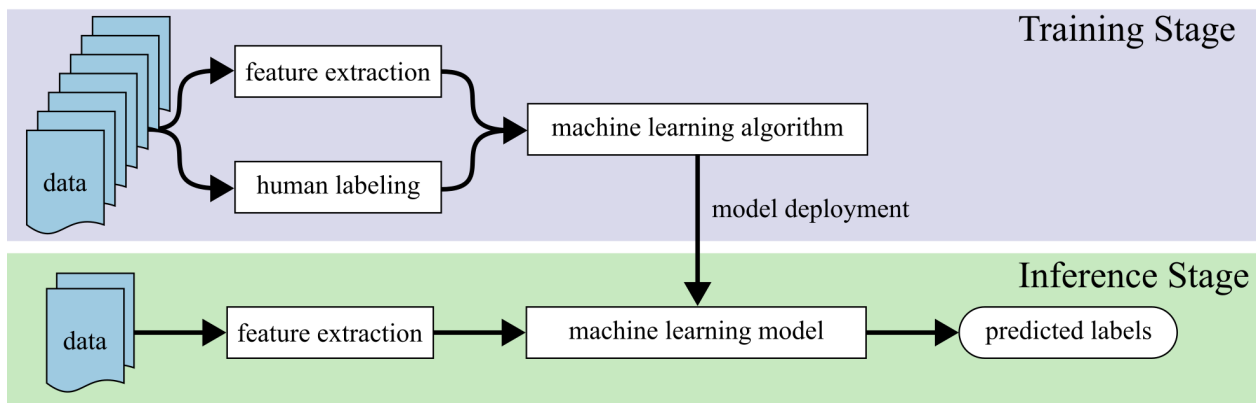 Training Stage
feature extraction
machine learning algorithm
data
human labeling
model deployment
Inference Stage
data
feature extraction
machine learning model
predicted labels